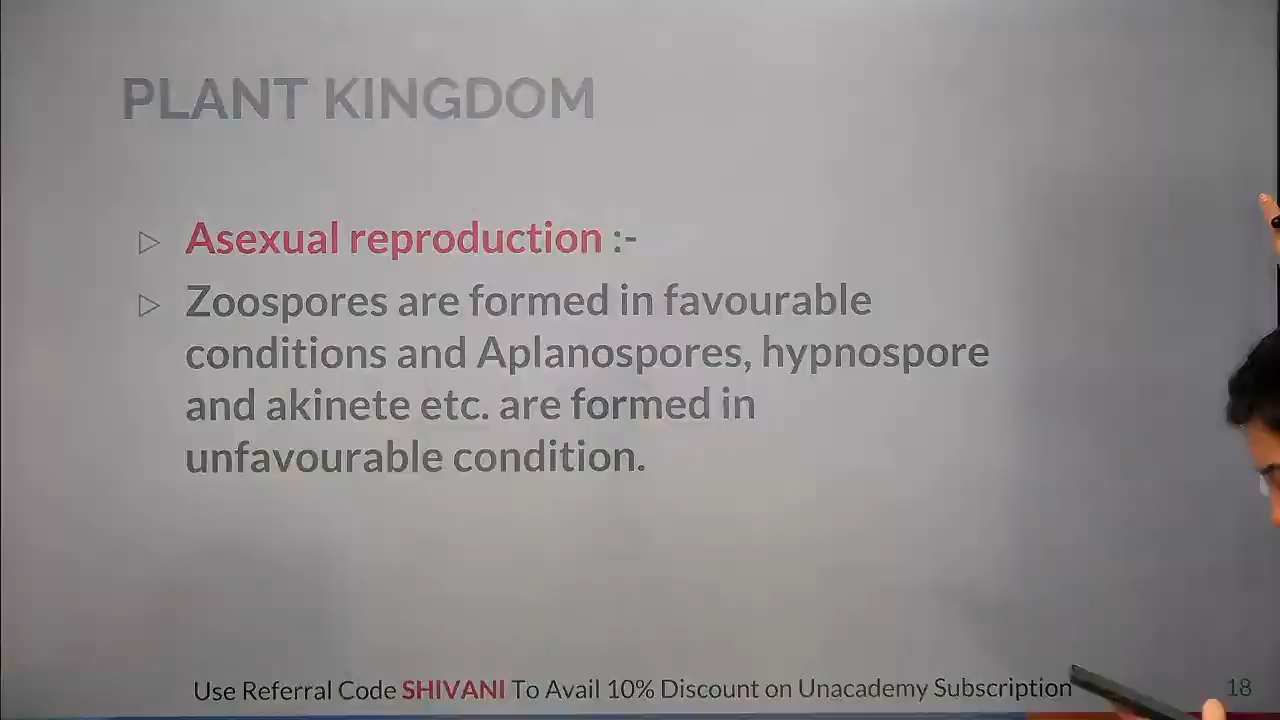 PLANT KINGDOM
▷ Asexual reproduction :-
▷ Zoospores are formed in favourable
conditions and Aplanospores, hypnospore
and akinete etc. are formed in
unfavourable condition.
Use Referral Code SHIVANI To Avail 10% Discount on Unacademy Subscription
18